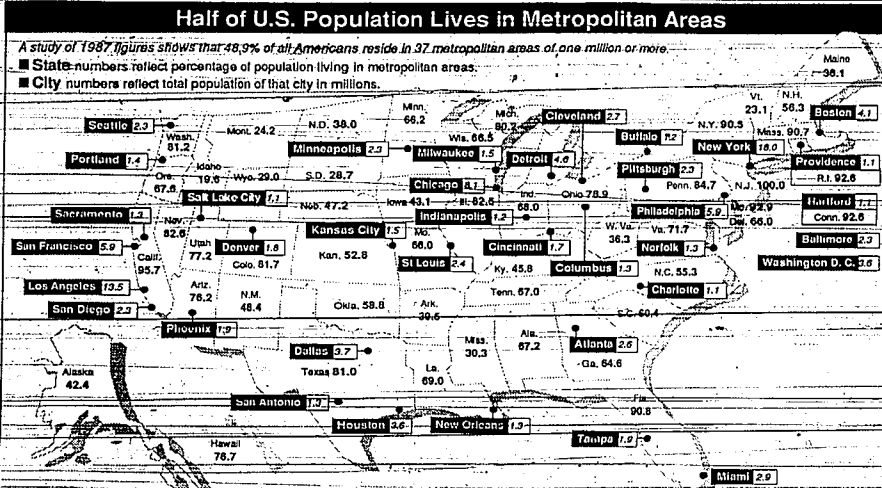 Half of U.S. Population Lives in Metropolitan Areas
A study of 1987 figures shows that 48.9% of all Americans reside in 37 metropolitan areas of one million or more.
■ State numbers reflect percentage of population living in metropolitan areas.
■ City numbers reflect total population of that city in millions.
Maine
36.1
Vt.
23.1
N.H.
56.3
Boston 4.1
Minn.
66.2
Mich.
Cleveland 2.7
N.D. 38.0
Mont. 24.2
Seattle 2.3
Wash.
81.2
Wis. 66.5
Buffalo 1.2
N.Y. 90.5
Mass. 90.7
Minneapolis 2.3
Milwaukee 1.5
Detroit 4.6
New York 18.0
Providence 1.1
R.I. 92.6
Portland 1.4
Ore.
67.6
Idaho
19.6
Wyo. 29.0
S.D. 28.7
Pittsburgh 2.3
Penn. 84.7
N.J. 100.0
Salt Lake City 1.1
Chicago 8.1
Ind.
68.0
Ohio 78.9
Hartford 1.1
Conn. 92.6
Neb. 47.2
Iowa 43.1
Ill. 82.5
Philadelphia 5.9
Md. 92.9
Del. 66.0
Sacramento 1.3
Nev.
82.6
Indianapolis 1.2
W. Va.
36.3
Va. 71.7
Baltimore 2.3
San Francisco 5.9
Calif.
95.7
Utah
77.2
Denver 1.8
Colo. 81.7
Kansas City 1.5
Kan. 52.8
Mo.
66.0
St Louis 2.4
Cincinnati 1.7
Norfolk 1.3
Columbus 1.3
Washington D. C. 3.6
Ky. 45.8
N.C. 55.3
Los Angeles 13.5
Ariz.
76.2
N.M.
48.4
Okla. 58.8
Ark.
39.5
Tenn. 67.0
Charlotte 1.1
San Diego 2.3
S.C. 60.4
Phoenix 1.9
Miss.
30.3
Ala.
67.2
Atlanta 2.6
Ga. 64.6
Dallas 3.7
Texas 81.0
La.
69.0
Alaska
42.4
San Antonio 1.3
Fla.
90.8
Houston 3.6
New Orleans 1.3
Tampa 1.9
Hawaii
76.7
Miami 2.9